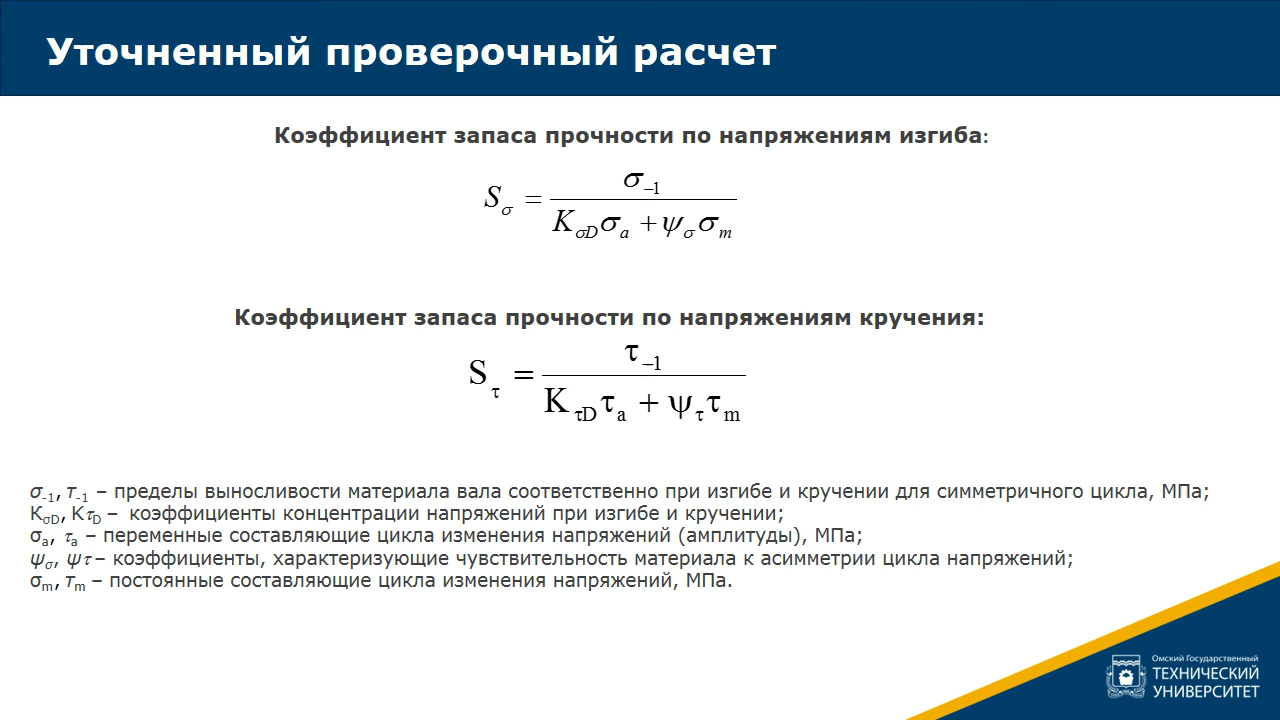 Уточненный проверочный расчет
Коэффициент запаса прочности по напряжениям изгиба:
S_σ = σ_–1 / (K_σD σ_a + ψ_σ σ_m)
Коэффициент запаса прочности по напряжениям кручения:
S_τ = τ_–1 / (K_τD τ_a + ψ_τ τ_m)
σ-1, τ-1 – пределы выносливости материала вала соответственно при изгибе и кручении для симметричного цикла, МПа;
KσD, KτD – коэффициенты концентрации напряжений при изгибе и кручении;
σa, τa – переменные составляющие цикла изменения напряжений (амплитуды), МПа;
ψσ, ψτ – коэффициенты, характеризующие чувствительность материала к асимметрии цикла напряжений;
σm, τm – постоянные составляющие цикла изменения напряжений, МПа.
Омский Государственный
ТЕХНИЧЕСКИЙ
УНИВЕРСИТЕТ